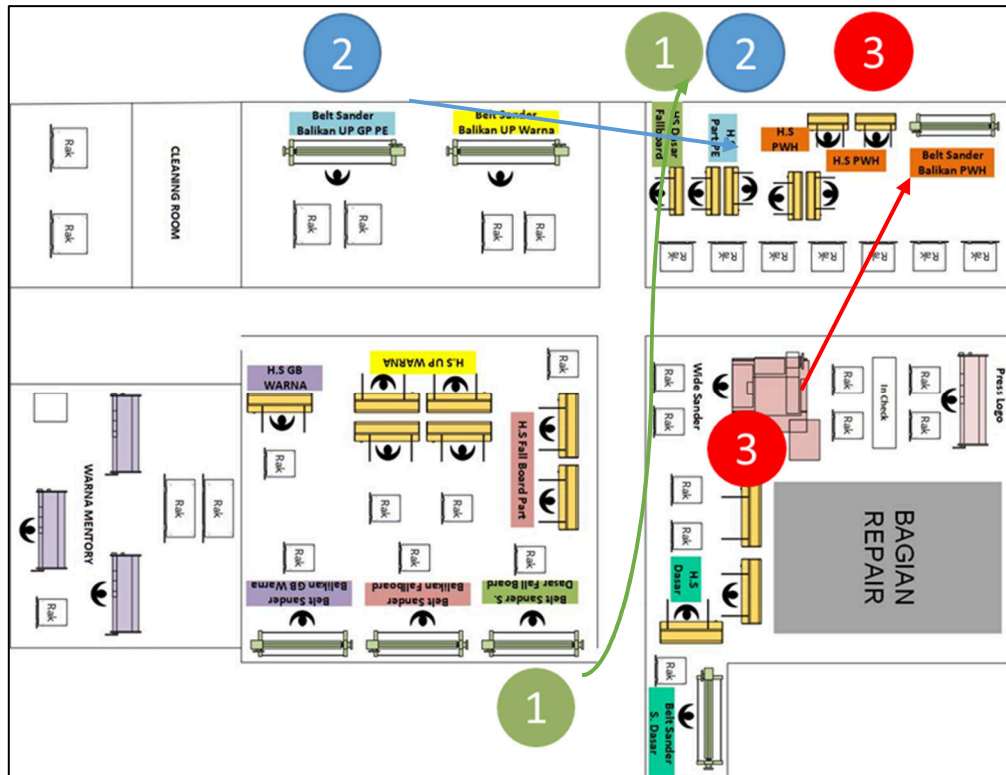 2
1
2
3
Belt Sander
Balikan UP GP PE
Belt Sander
Balikan UP Warna
H.S Dasar
Fallboard
H.S
Part PE
H.S
PWH
H.S PWH
Belt Sander
Balikan PWH
Rak
Rak
CLEANING ROOM
Rak
Rak
Rak
Rak
Rak
Rak
Rak
Rak
Rak
Rak
Rak
H.S GB
WARNA
H.S UP WARNA
Rak
H.S Fall Board Part
Rak
Rak
Rak
Rak
Rak
Rak
WARNA MENTORY
Rak
Rak
Rak
Rak
Rak
Belt Sander
Balikan GB Warna
Belt Sander
Balikan Fallboard
Belt Sander S.
Dasar Fall Board
1
Rak
Rak
Wide Sander
3
Rak
Rak
In Check
Rak
Rak
Press Logo
Rak
Rak
H.S
Dasar
BAGIAN
REPAIR
Rak
Belt Sander
S. Dasar